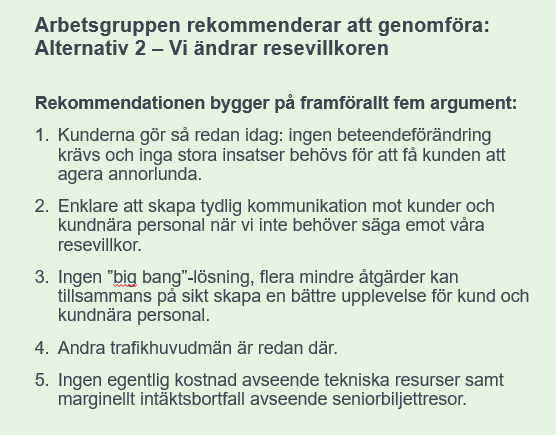 Arbetsgruppen rekommenderar att genomföra:
Alternativ 2 – Vi ändrar resevillkoren
Rekommendationen bygger på framförallt fem argument:
1. Kunderna gör så redan idag: ingen beteendeförändring
krävs och inga stora insatser behövs för att få kunden att
agera annorlunda.
2. Enklare att skapa tydlig kommunikation mot kunder och
kundnära personal när vi inte behöver säga emot våra
resevillkor.
3. Ingen ”big bang”-lösning, flera mindre åtgärder kan
tillsammans på sikt skapa en bättre upplevelse för kund och
kundnära personal.
4. Andra trafikhuvudmän är redan där.
5. Ingen egentlig kostnad avseende tekniska resurser samt
marginellt intäktsbortfall avseende seniorbiljettresor.